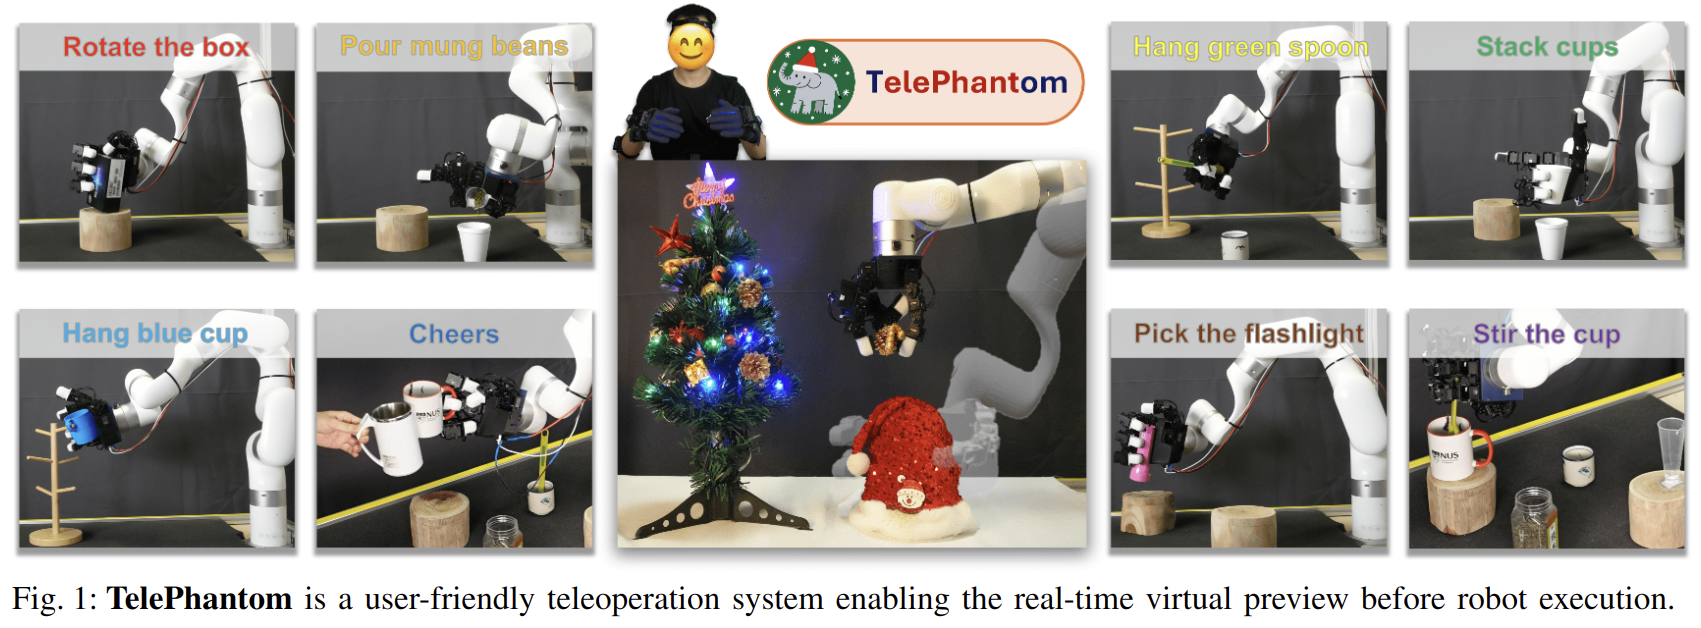 Rotate the box
Pour mung beans
TelePhantom
Hang green spoon
Stack cups
Merry
Christmas
Hang blue cup
Cheers
NUS
Pick the flashlight
Stir the cup
NUS
Fig. 1: TelePhantom is a user-friendly teleoperation system enabling the real-time virtual preview before robot execution.